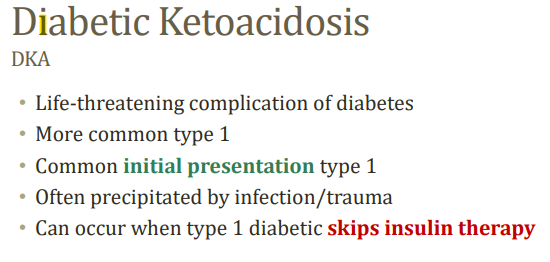 Diabetic Ketoacidosis
DKA
• Life-threatening complication of diabetes
• More common type 1
• Common initial presentation type 1
• Often precipitated by infection/trauma
• Can occur when type 1 diabetic skips insulin therapy